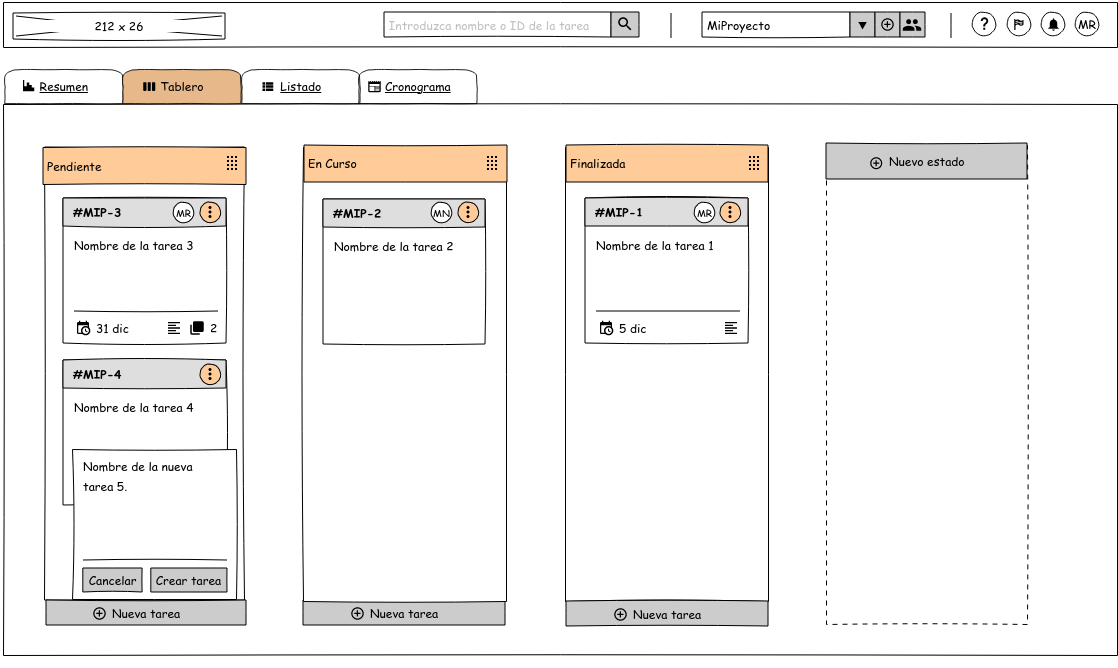 212 x 26
Introduzca nombre o ID de la tarea
MiProyecto
?
MR
Resumen
Tablero
Listado
Cronograma
Pendiente
#MIP-3
MR
Nombre de la tarea 3
31 dic
2
#MIP-4
Nombre de la tarea 4
Nombre de la nueva
tarea 5.
Cancelar
Crear tarea
Nueva tarea
En Curso
#MIP-2
MN
Nombre de la tarea 2
Nueva tarea
Finalizada
#MIP-1
MR
Nombre de la tarea 1
5 dic
Nueva tarea
Nuevo estado